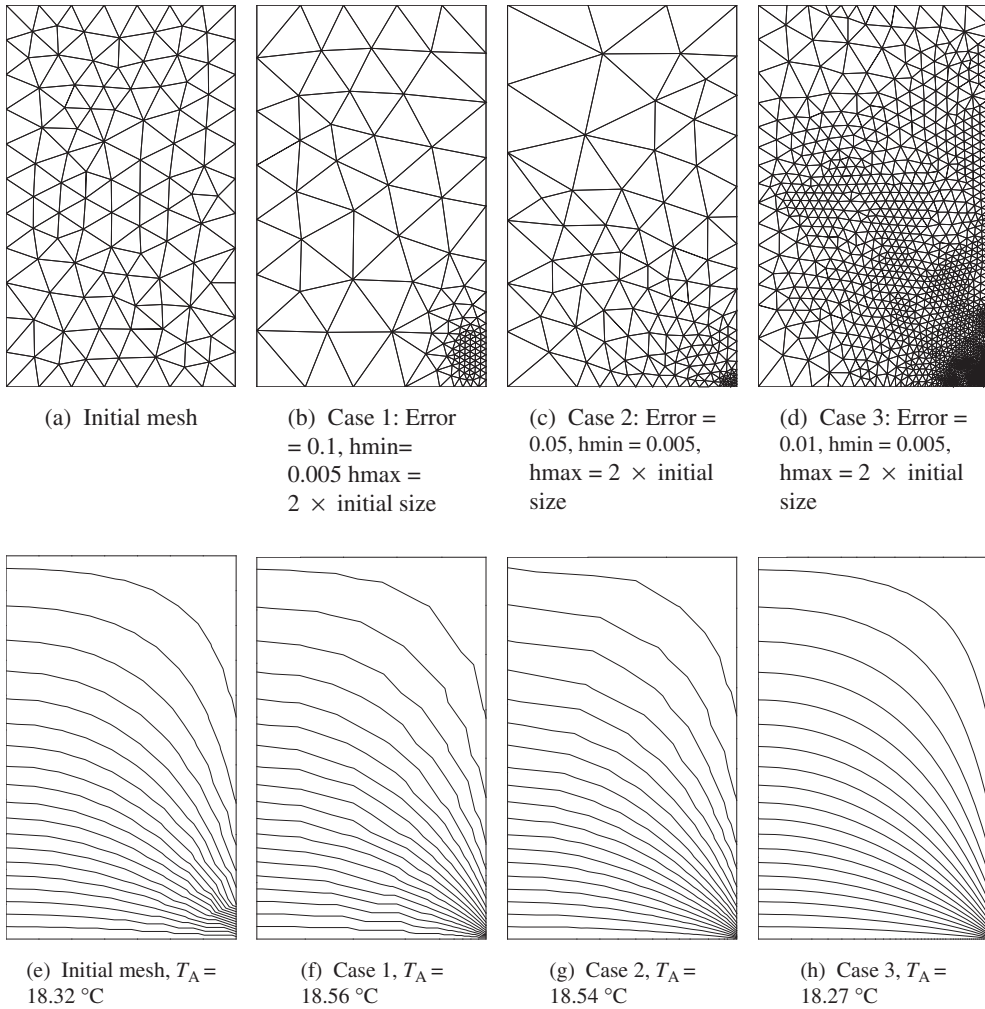 (a) Initial mesh
(b) Case 1: Error
= 0.1, hmin=
0.005 hmax =
2 × initial size
(c) Case 2: Error =
0.05, hmin = 0.005,
hmax = 2 × initial
size
(d) Case 3: Error =
0.01, hmin = 0.005,
hmax = 2 × initial
size
(e) Initial mesh, TA =
18.32 °C
(f) Case 1, TA =
18.56 °C
(g) Case 2, TA =
18.54 °C
(h) Case 3, TA =
18.27 °C